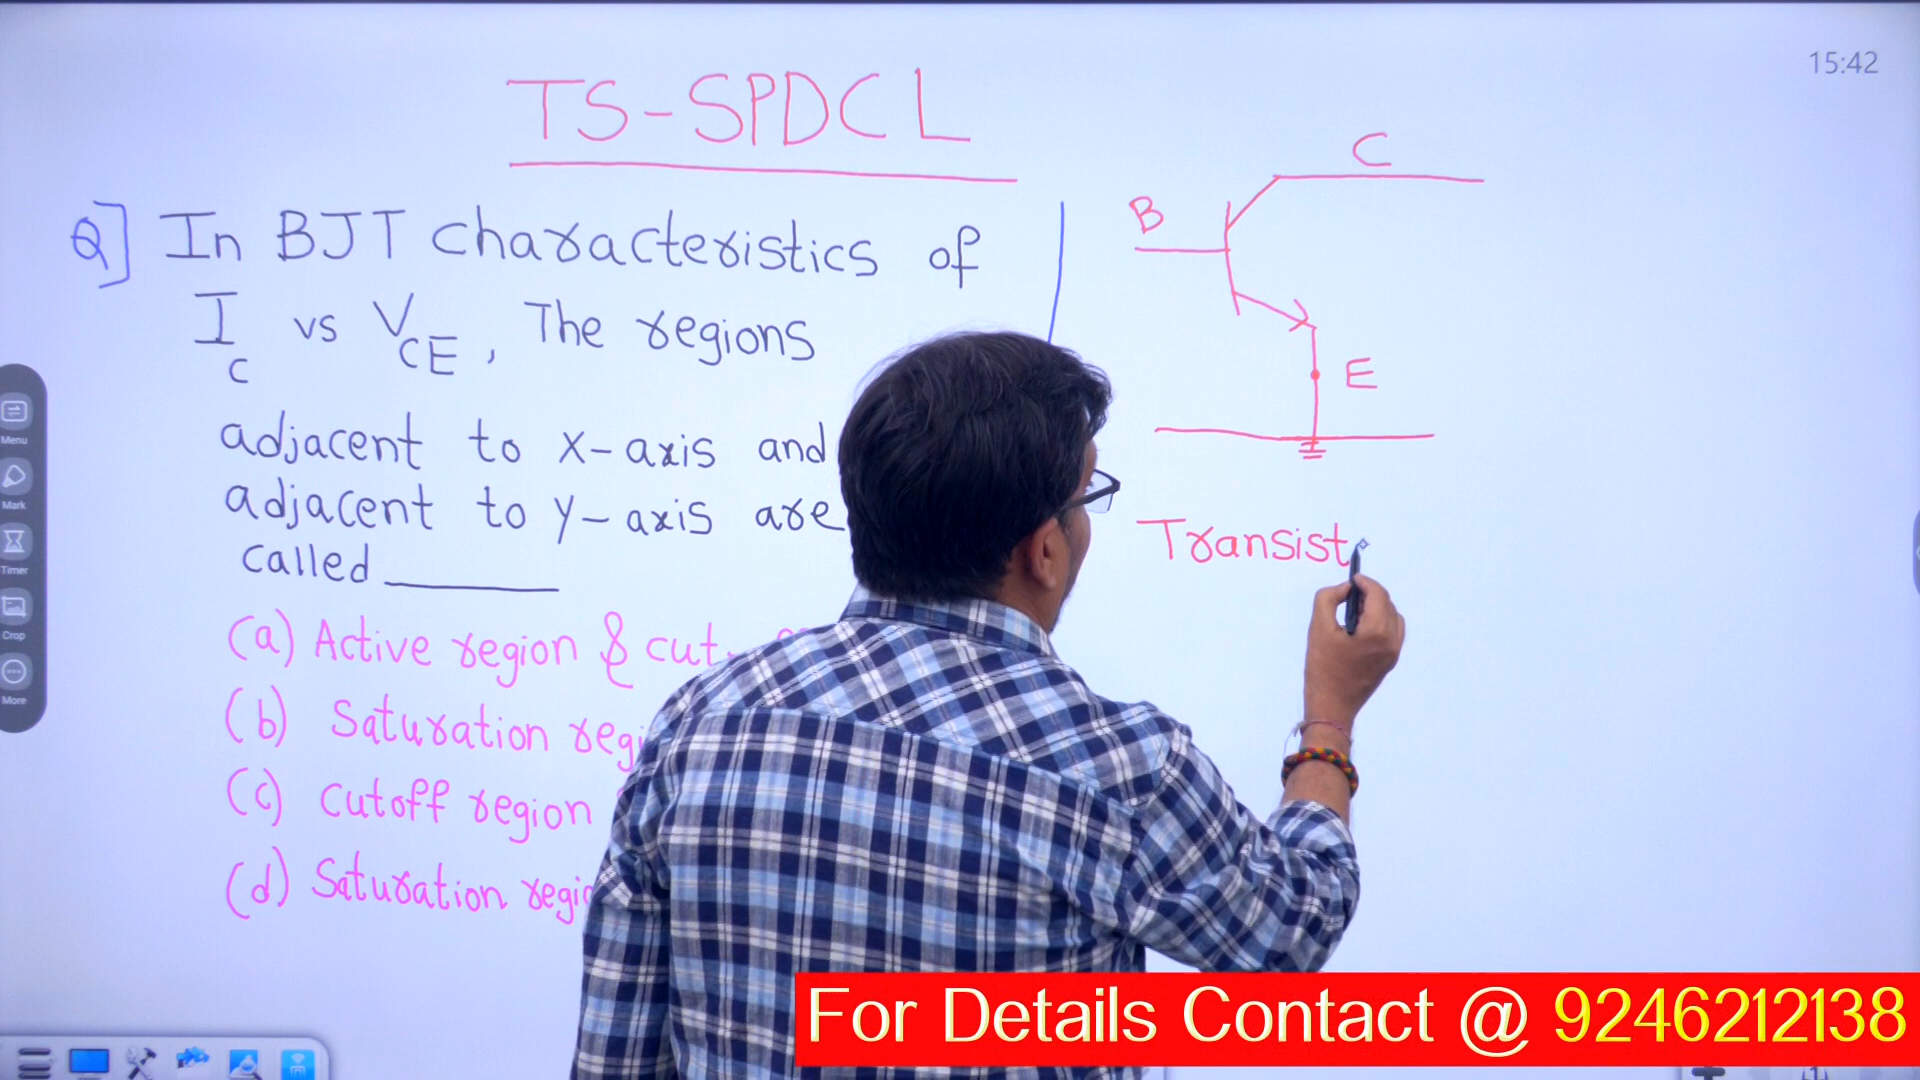 15:42
TS-SPDCL
Q] In BJT characteristics of
I C vs V CE, The regions
adjacent to x-axis and
adjacent to y-axis are
called ______
(a) Active region & cut-
(b) Saturation
(c) cutoff region
(d) Saturation
C
B
E
Transist
Menu
Mark
Timer
Crop
More
For Details Contact @ 9246212138